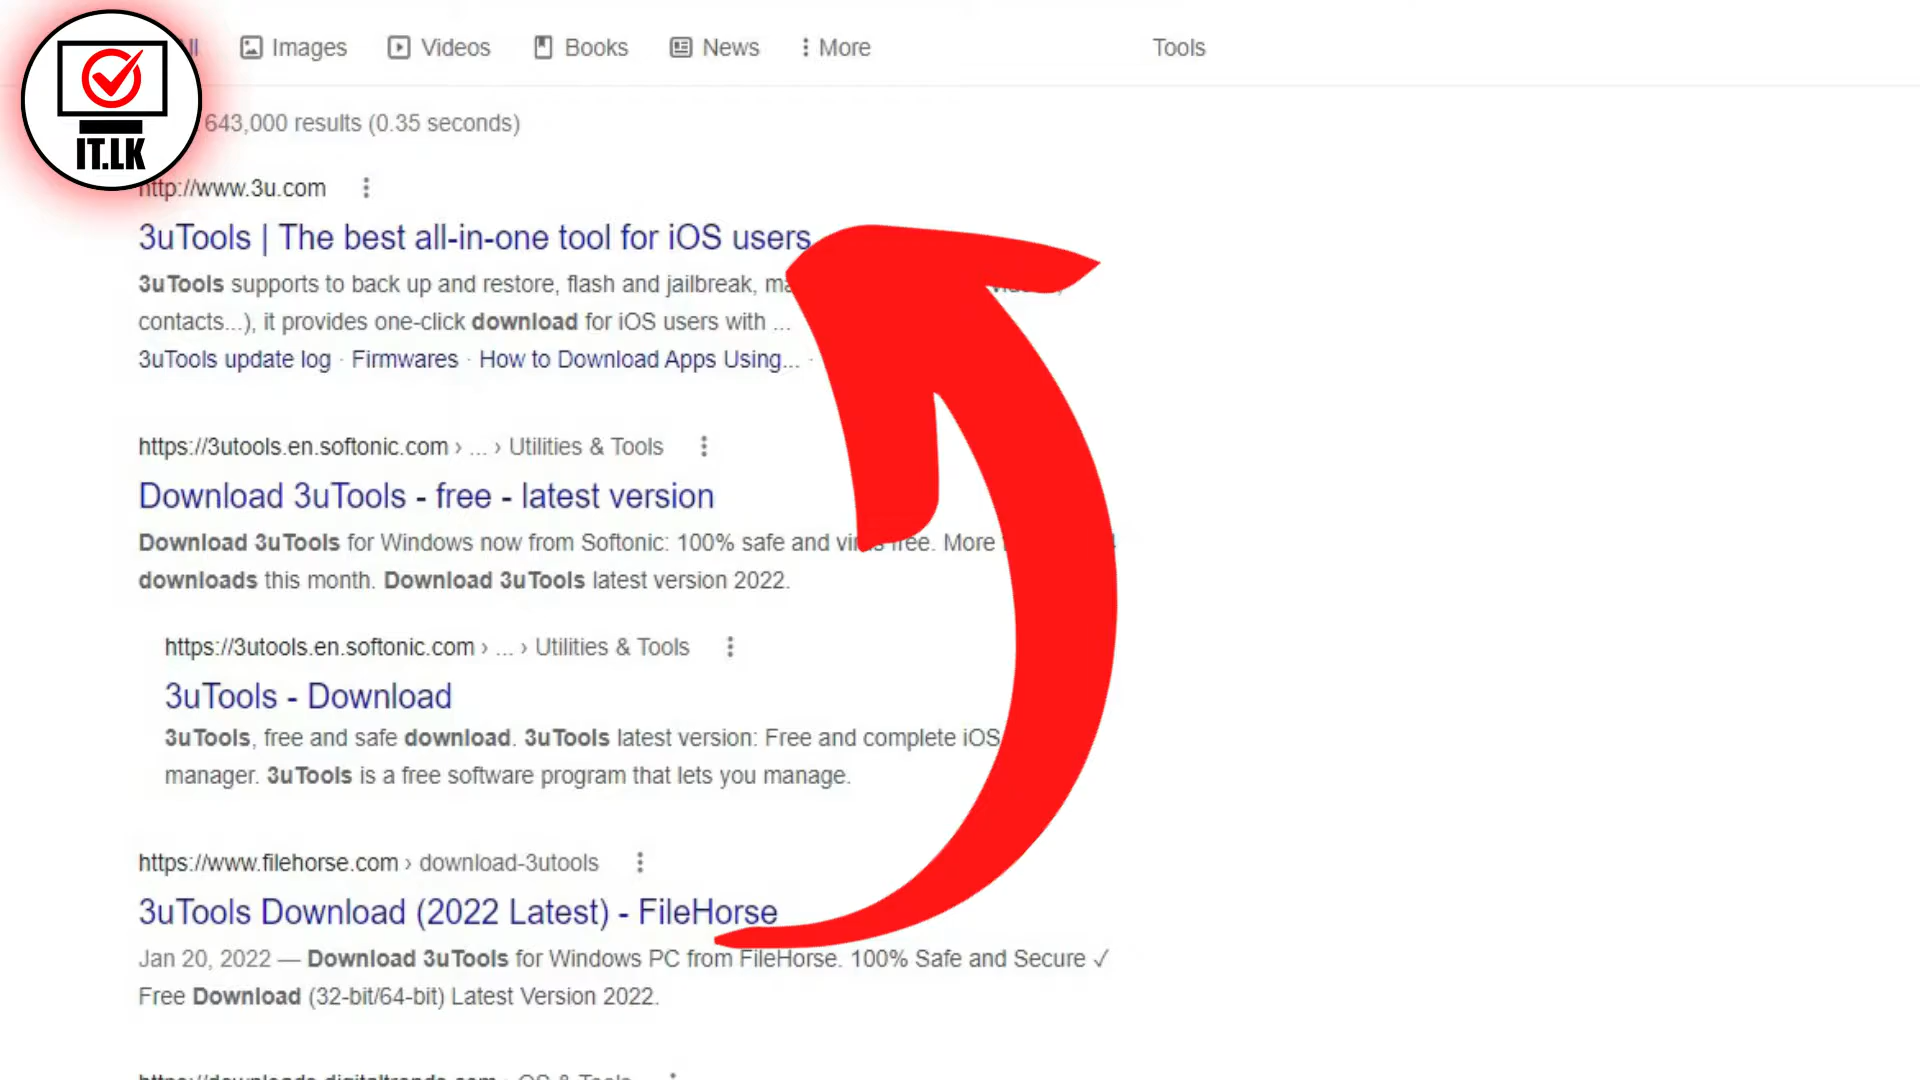 Images Videos Books News More Tools
IT.LK
643,000 results (0.35 seconds)
http://www.3u.com
3uTools | The best all-in-one tool for iOS users
3uTools supports to back up and restore, flash and jailbreak,
contacts...), it provides one-click download for iOS users with ...
3uTools update log · Firmwares · How to Download Apps Using... ·
https://3utools.en.softonic.com › ... › Utilities & Tools
Download 3uTools - free - latest version
Download 3uTools for Windows now from Softonic: 100% safe and virus free. More
downloads this month. Download 3uTools latest version 2022.
https://3utools.en.softonic.com › ... › Utilities & Tools
3uTools - Download
3uTools, free and safe download. 3uTools latest version: Free and complete iOS
manager. 3uTools is a free software program that lets you manage.
https://www.filehorse.com › download-3utools
3uTools Download (2022 Latest) - FileHorse
Jan 20, 2022 — Download 3uTools for Windows PC from FileHorse. 100% Safe and Secure ✓
Free Download (32-bit/64-bit) Latest Version 2022.
https://downloads.digitaltrends.com › OS & Tools